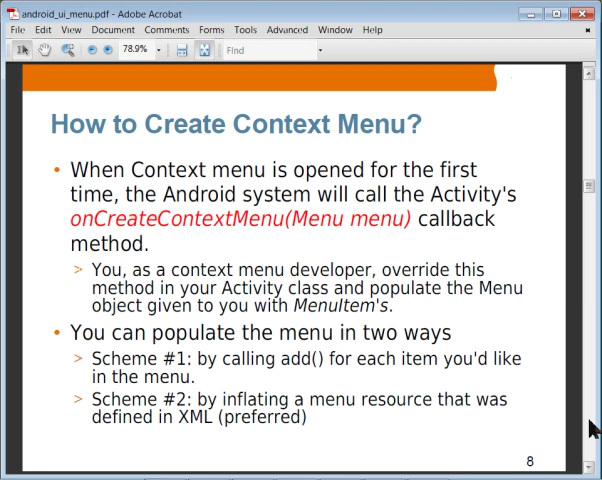 android_ui_menu.pdf - Adobe Acrobat
File Edit View Document Comments Forms Tools Advanced Window Help
78.9% Find
How to Create Context Menu?
• When Context menu is opened for the first
time, the Android system will call the Activity's
onCreateContextMenu(Menu menu) callback
method.
> You, as a context menu developer, override this
method in your Activity class and populate the Menu
object given to you with MenuItem's.
• You can populate the menu in two ways
> Scheme #1: by calling add() for each item you'd like
in the menu.
> Scheme #2: by inflating a menu resource that was
defined in XML (preferred)
8